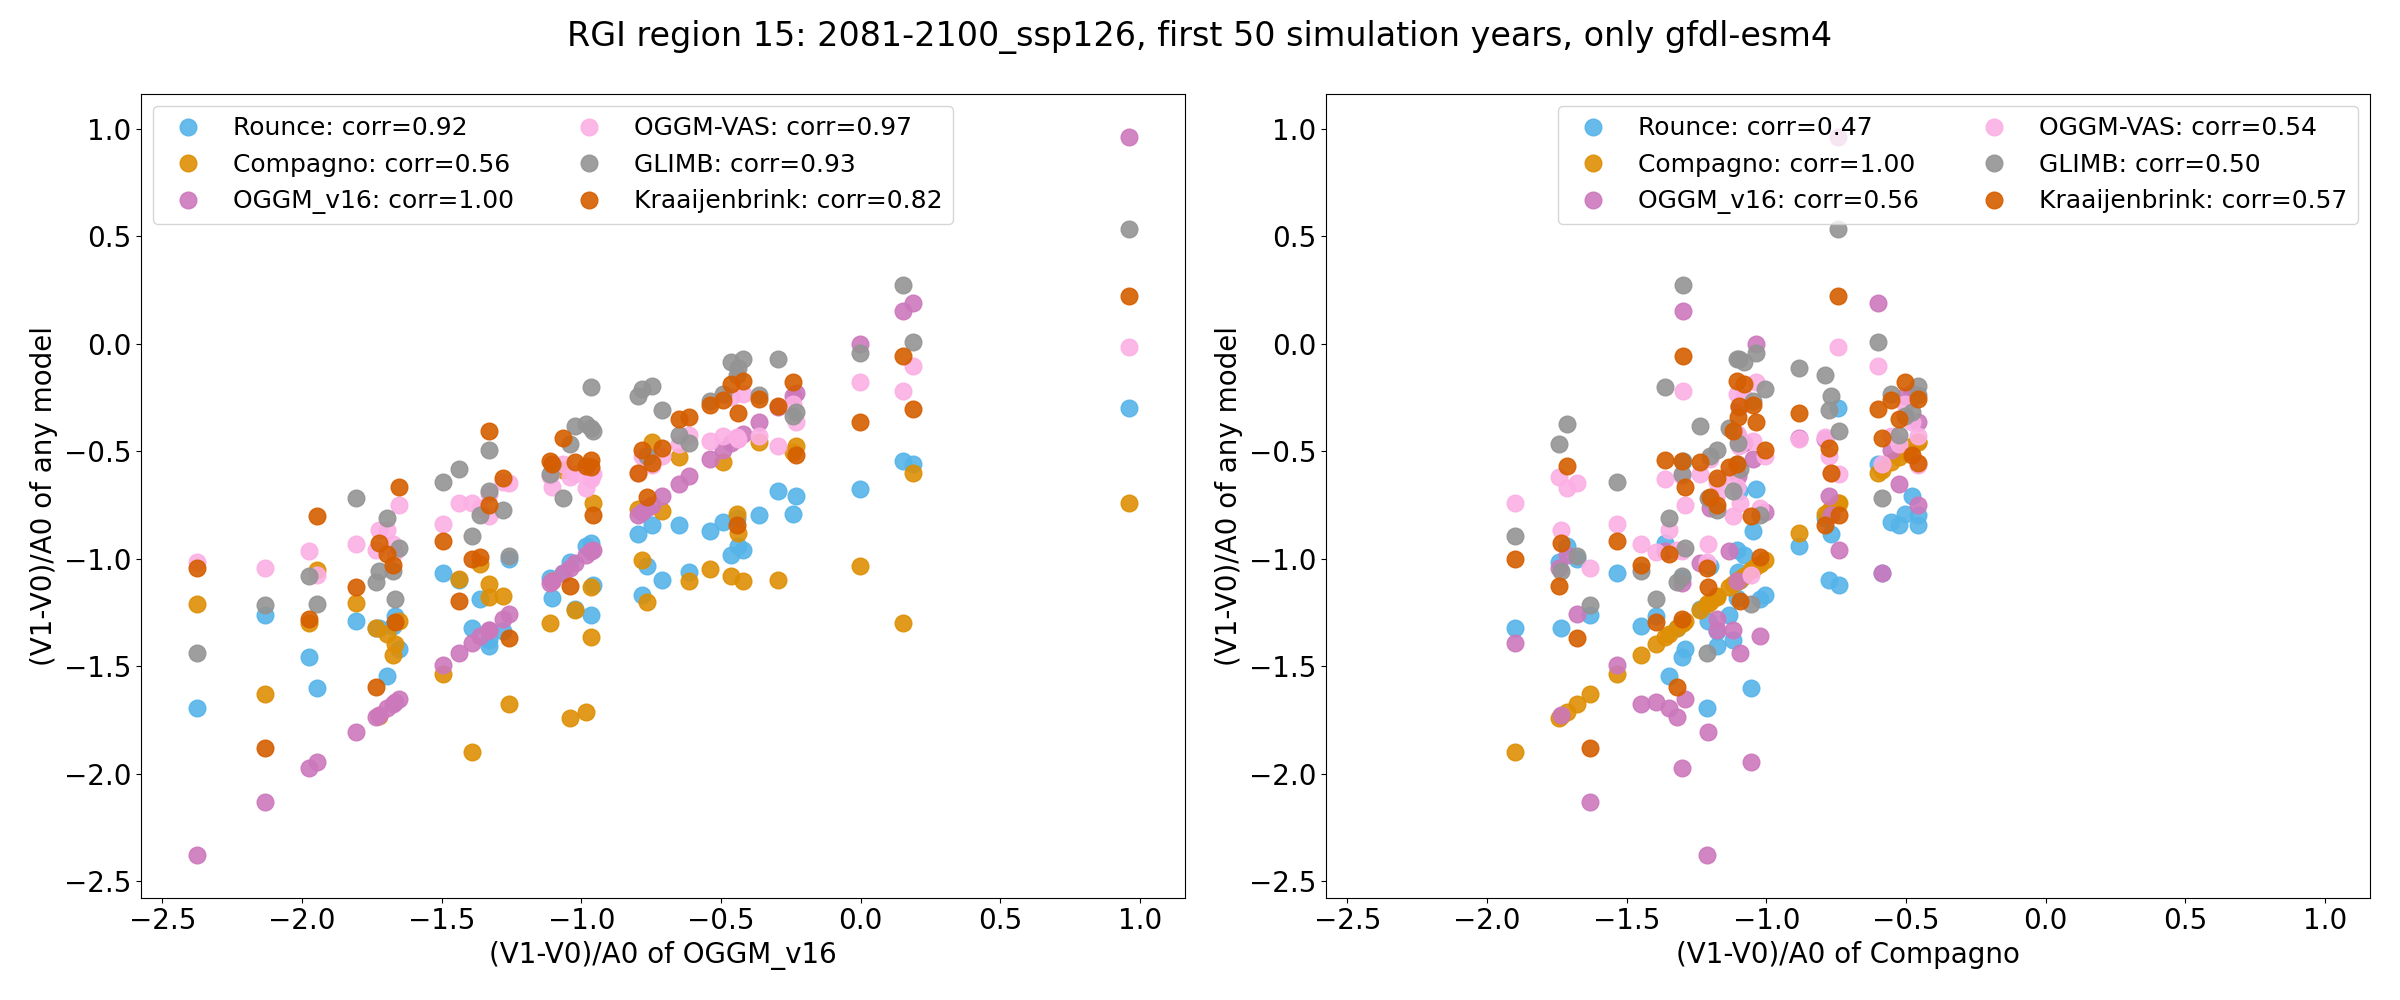 RGI region 15: 2081-2100_ssp126, first 50 simulation years, only gfdl-esm4
Rounce: corr=0.92
Compagno: corr=0.56
OGGM_v16: corr=1.00
OGGM-VAS: corr=0.97
GLIMB: corr=0.93
Kraaijenbrink: corr=0.82
(V1-V0)/A0 of any model
1.0
0.5
0.0
−0.5
−1.0
−1.5
−2.0
−2.5
−2.5 −2.0 −1.5 −1.0 −0.5 0.0 0.5 1.0
(V1-V0)/A0 of OGGM_v16
Rounce: corr=0.47
Compagno: corr=1.00
OGGM_v16: corr=0.56
OGGM-VAS: corr=0.54
GLIMB: corr=0.50
Kraaijenbrink: corr=0.57
(V1-V0)/A0 of any model
1.0
0.5
0.0
−0.5
−1.0
−1.5
−2.0
−2.5
−2.5 −2.0 −1.5 −1.0 −0.5 0.0 0.5 1.0
(V1-V0)/A0 of Compagno